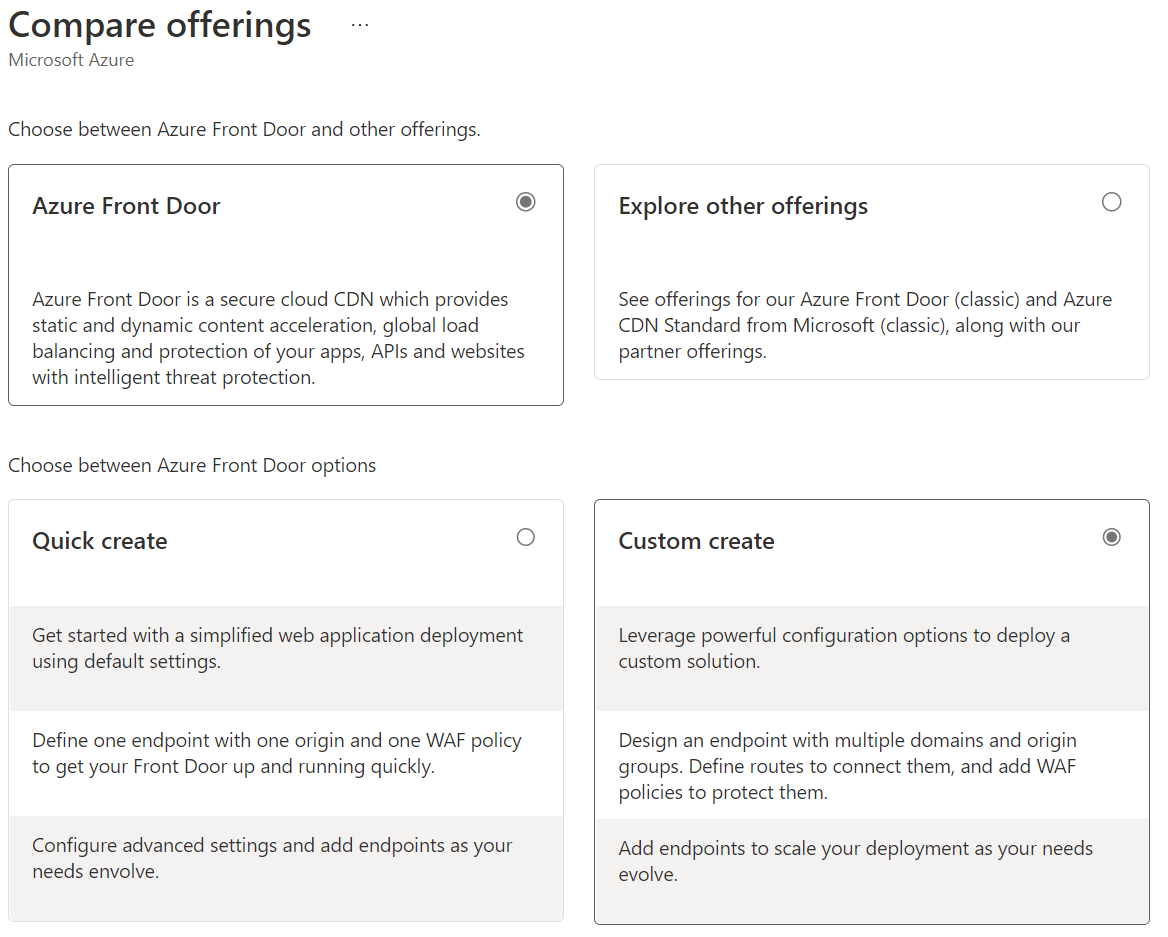 Compare offerings ...
Microsoft Azure
Choose between Azure Front Door and other offerings.
Azure Front Door
Azure Front Door is a secure cloud CDN which provides
static and dynamic content acceleration, global load
balancing and protection of your apps, APIs and websites
with intelligent threat protection.
Explore other offerings
See offerings for our Azure Front Door (classic) and Azure
CDN Standard from Microsoft (classic), along with our
partner offerings.
Choose between Azure Front Door options
Quick create
Get started with a simplified web application deployment
using default settings.
Define one endpoint with one origin and one WAF policy
to get your Front Door up and running quickly.
Configure advanced settings and add endpoints as your
needs envolve.
Custom create
Leverage powerful configuration options to deploy a
custom solution.
Design an endpoint with multiple domains and origin
groups. Define routes to connect them, and add WAF
policies to protect them.
Add endpoints to scale your deployment as your needs
evolve.